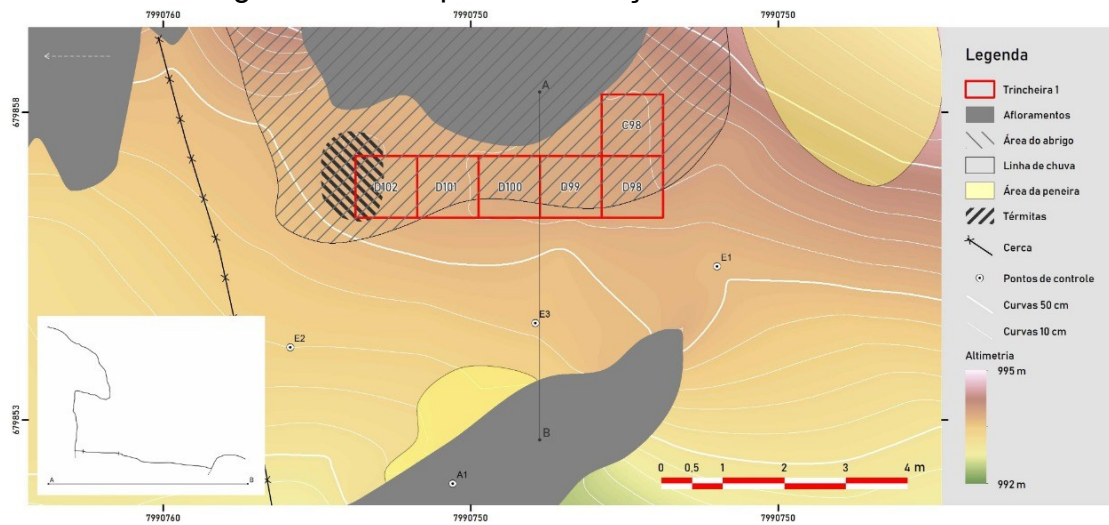 7990760 7990750 7990750
679858
679853
A
C98
D102 D101 D100 D99 D98
E1
E3
E2
B
A1
A B
0 0.5 1 2 3 4 m
7990760 7990750 7990750
Legenda
Trincheira 1
Afloramentos
Área do abrigo
Linha de chuva
Área da peneira
Térmitas
Cerca
Pontos de controle
Curvas 50 cm
Curvas 10 cm
Altimetria
995 m
992 m